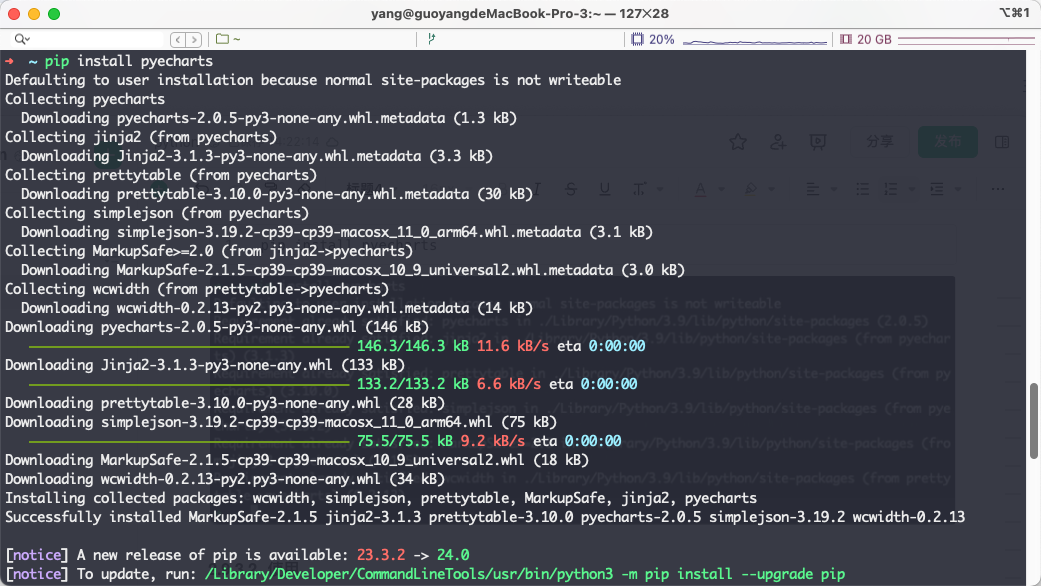 yang@guoyangdeMacBook-Pro-3:~ — 127×28
⌥⌘1
~
20%
20 GB
➜ ~ pip install pyecharts
Defaulting to user installation because normal site-packages is not writeable
Collecting pyecharts
Downloading pyecharts-2.0.5-py3-none-any.whl.metadata (1.3 kB)
Collecting jinja2 (from pyecharts)
Downloading Jinja2-3.1.3-py3-none-any.whl.metadata (3.3 kB)
Collecting prettytable (from pyecharts)
Downloading prettytable-3.10.0-py3-none-any.whl.metadata (30 kB)
Collecting simplejson (from pyecharts)
Downloading simplejson-3.19.2-cp39-cp39-macosx_11_0_arm64.whl.metadata (3.1 kB)
Collecting MarkupSafe>=2.0 (from jinja2->pyecharts)
Downloading MarkupSafe-2.1.5-cp39-cp39-macosx_10_9_universal2.whl.metadata (3.0 kB)
Collecting wcwidth (from prettytable->pyecharts)
Downloading wcwidth-0.2.13-py2.py3-none-any.whl.metadata (14 kB)
Downloading pyecharts-2.0.5-py3-none-any.whl (146 kB)
146.3/146.3 kB 11.6 kB/s eta 0:00:00
Downloading Jinja2-3.1.3-py3-none-any.whl (133 kB)
133.2/133.2 kB 6.6 kB/s eta 0:00:00
Downloading prettytable-3.10.0-py3-none-any.whl (28 kB)
Downloading simplejson-3.19.2-cp39-cp39-macosx_11_0_arm64.whl (75 kB)
75.5/75.5 kB 9.2 kB/s eta 0:00:00
Downloading MarkupSafe-2.1.5-cp39-cp39-macosx_10_9_universal2.whl (18 kB)
Downloading wcwidth-0.2.13-py2.py3-none-any.whl (34 kB)
Installing collected packages: wcwidth, simplejson, prettytable, MarkupSafe, jinja2, pyecharts
Successfully installed MarkupSafe-2.1.5 jinja2-3.1.3 prettytable-3.10.0 pyecharts-2.0.5 simplejson-3.19.2 wcwidth-0.2.13
[notice] A new release of pip is available: 23.3.2 -> 24.0
[notice] To update, run: /Library/Developer/CommandLineTools/usr/bin/python3 -m pip install --upgrade pip
分享
发布